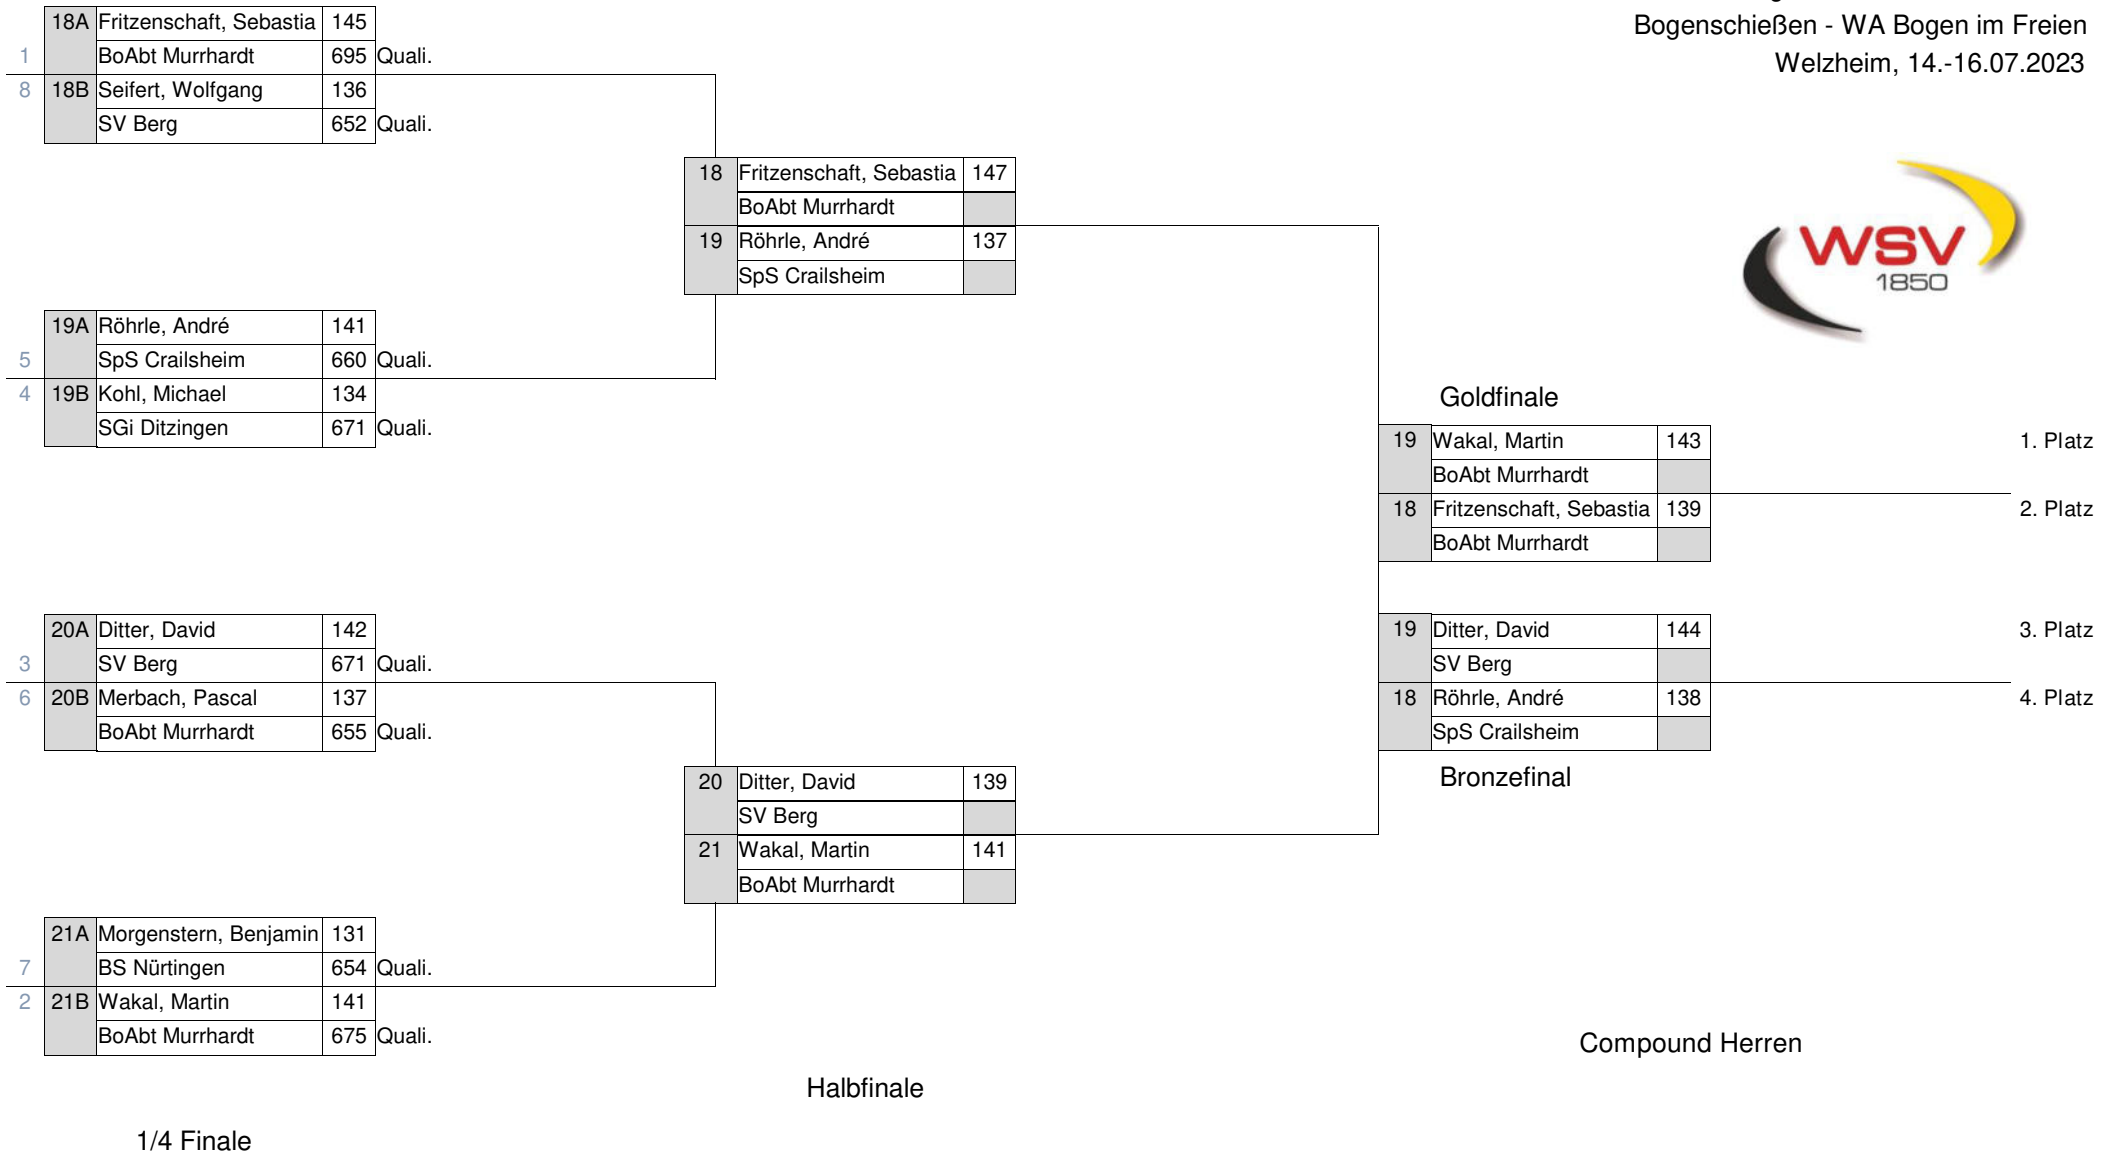 Bogenschießen - WA Bogen im Freien
Welzheim, 14.-16.07.2023
18A Fritzenschaft, Sebastia 145
1 BoAbt Murrhardt 695 Quali.
8 18B Seifert, Wolfgang 136
SV Berg 652 Quali.
18 Fritzenschaft, Sebastia 147
BoAbt Murrhardt
19 Röhrle, André 137
SpS Crailsheim
WSV
1850
19A Röhrle, André 141
5 SpS Crailsheim 660 Quali.
4 19B Kohl, Michael 134
SGi Ditzingen 671 Quali.
Goldfinale
19 Wakal, Martin 143 1. Platz
BoAbt Murrhardt
18 Fritzenschaft, Sebastia 139 2. Platz
BoAbt Murrhardt
20A Ditter, David 142
3 SV Berg 671 Quali.
6 20B Merbach, Pascal 137
BoAbt Murrhardt 655 Quali.
19 Ditter, David 144 3. Platz
SV Berg
18 Röhrle, André 138 4. Platz
SpS Crailsheim
Bronzefinal
20 Ditter, David 139
SV Berg
21 Wakal, Martin 141
BoAbt Murrhardt
21A Morgenstern, Benjamin 131
7 BS Nürtingen 654 Quali.
2 21B Wakal, Martin 141
BoAbt Murrhardt 675 Quali.
Compound Herren
Halbfinale
1/4 Finale